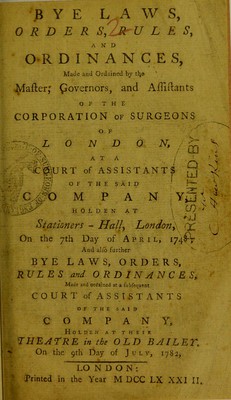 BYE LAWS,
ORDERS, RULES,
AND
ORDINANCES,
Made and Ordained by the
Master, Governors, and Assistants
OF THE
CORPORATION OF SURGEONS
OF
LONDON,
AT A
COURT OF ASSISTANTS
OF THE SAID
COMPANY,
HOLDEN AT
Stationers-Hall, London,
On the 7th Day of APRIL,
And also further
BYE LAWS, ORDERS,
RULES and ORDINANCES,
Made and ordained at a subsequent
COURT OF ASSISTANTS
OF THE SAID
COMPANY,
HOLDEN AT THEIR
THEATRE in the OLD BAILEY.
On the 9th Day of JULY, 1782,
LONDON:
Printed in the Year M DCC LX XXI II.
PRESENTED BY